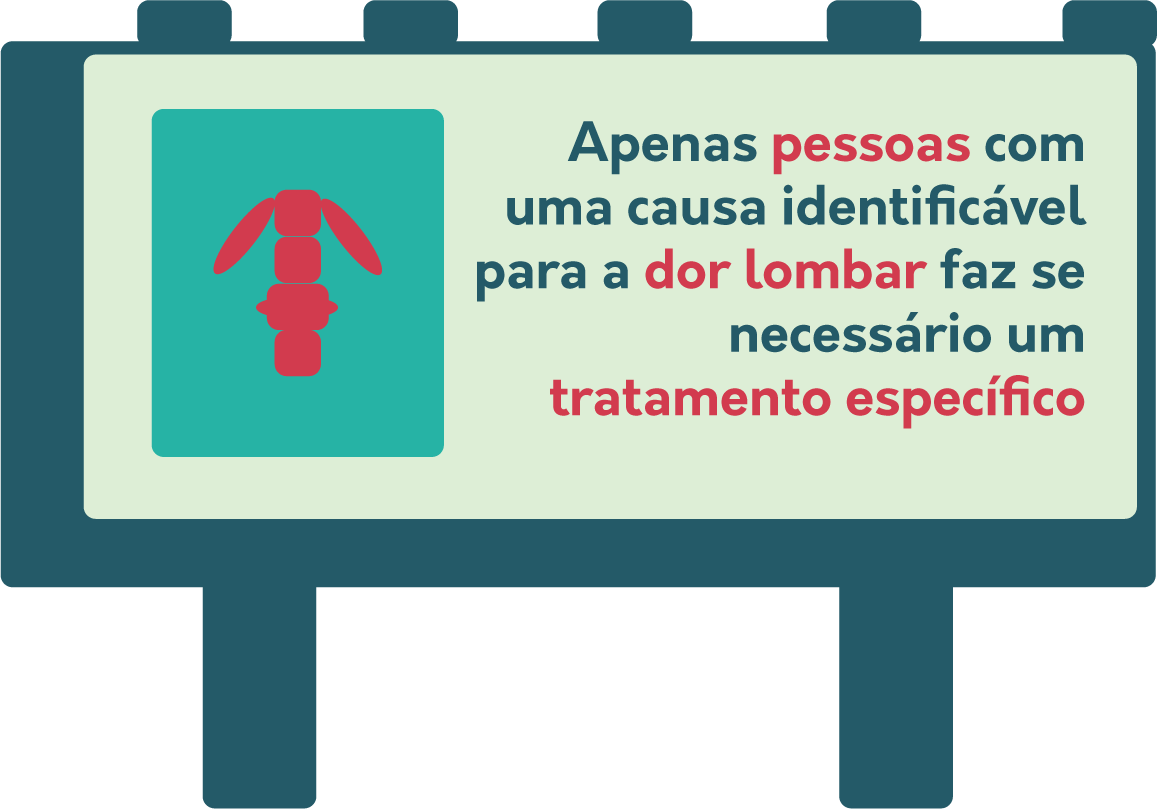 Apenas pessoas com
uma causa identificável
para a dor lombar faz se
necessário um
tratamento específico